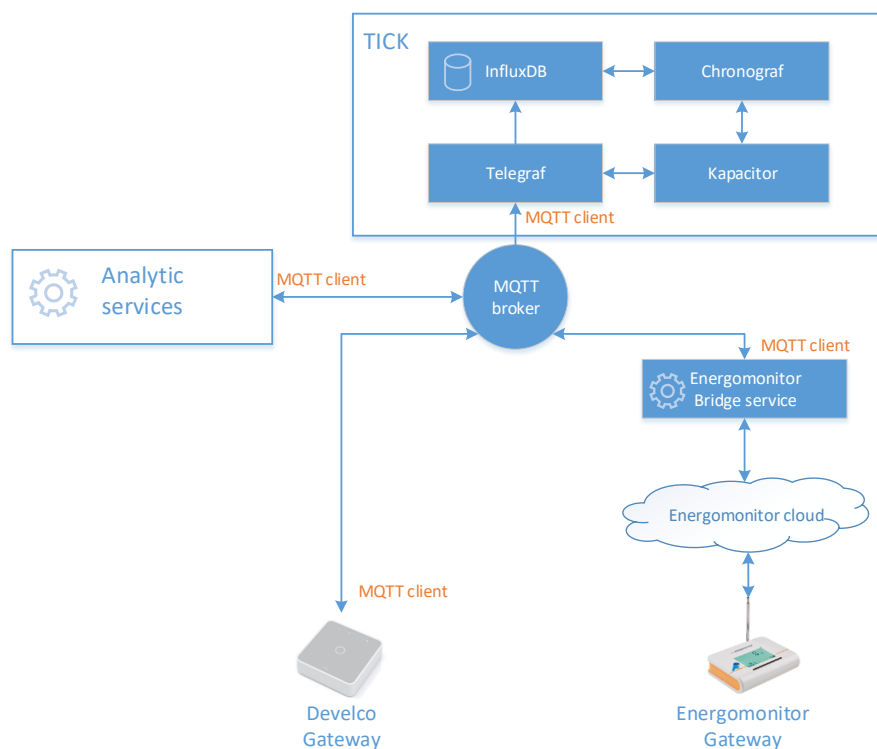 TICK
InfluxDB
Chronograf
Telegraf
Kapacitor
MQTT client
Analytic
services
MQTT client
MQTT
broker
MQTT client
Energomonitor
Bridge service
Energomonitor cloud
MQTT client
Develco
Gateway
Energomonitor
Gateway